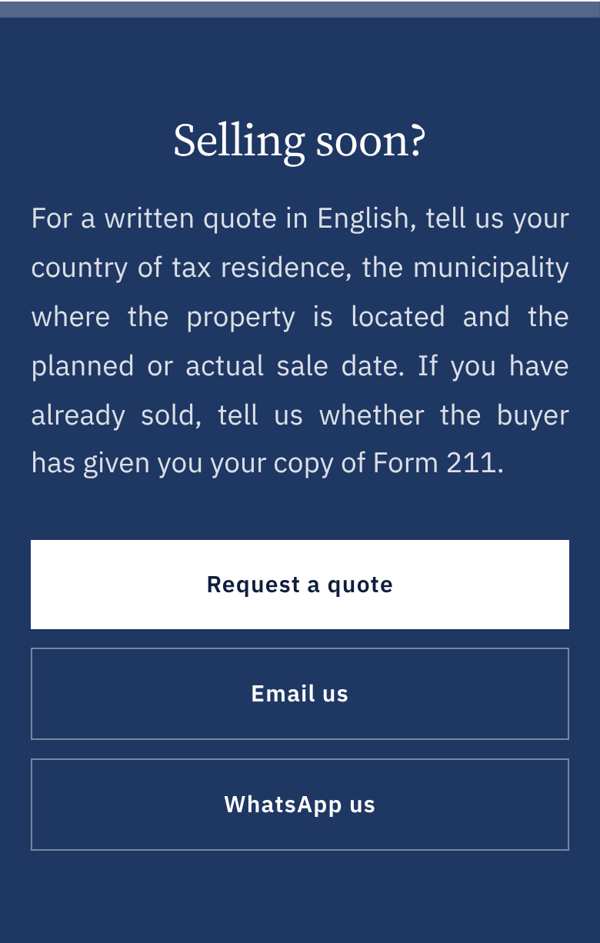 Selling soon?
For a written quote in English, tell us your
country of tax residence, the municipality
where the property is located and the
planned or actual sale date. If you have
already sold, tell us whether the buyer
has given you your copy of Form 211.
Request a quote
Email us
WhatsApp us